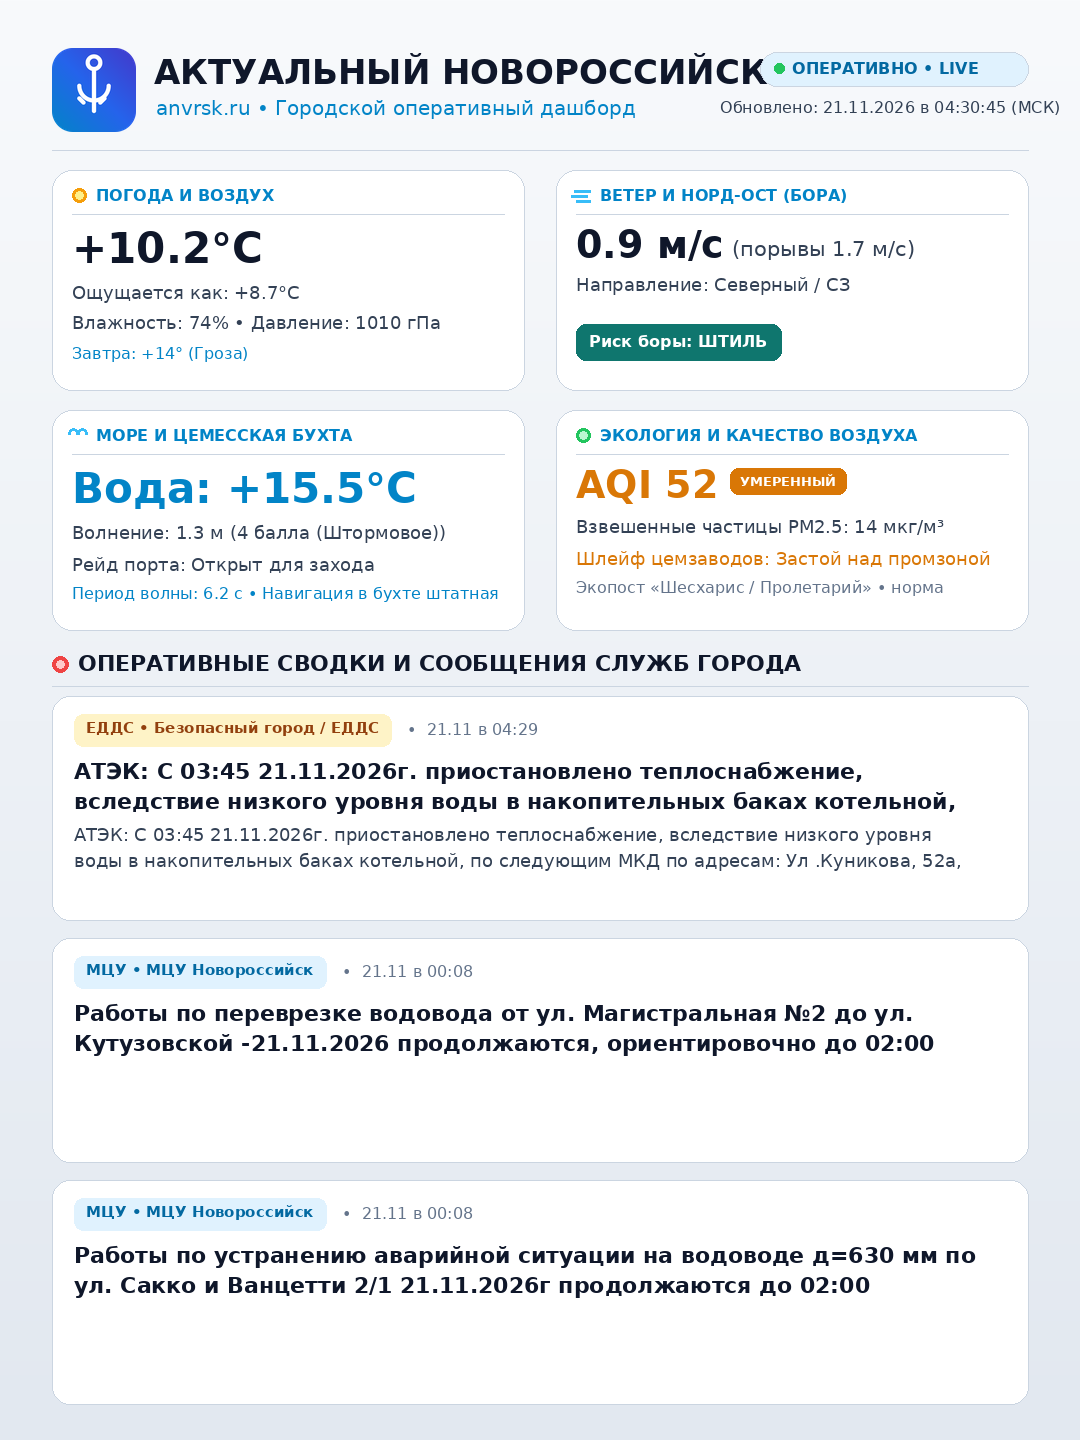 АКТУАЛЬНЫЙ НОВОРОССИЙСК
ОПЕРАТИВНО • LIVE
anvrsk.ru • Городской оперативный дашборд
Обновлено: 21.11.2026 в 04:30:45 (МСК)
ПОГОДА И ВОЗДУХ
+10.2°C
Ощущается как: +8.7°C
Влажность: 74% • Давление: 1010 гПа
Завтра: +14° (Гроза)
ВЕТЕР И НОРД-ОСТ (БОРА)
0.9 м/с (порывы 1.7 м/с)
Направление: Северный / СЗ
Риск боры: ШТИЛЬ
МОРЕ И ЦЕМЕССКАЯ БУХТА
Вода: +15.5°C
Волнение: 1.3 м (4 балла (Штормовое))
Рейд порта: Открыт для захода
Период волны: 6.2 с • Навигация в бухте штатная
ЭКОЛОГИЯ И КАЧЕСТВО ВОЗДУХА
AQI 52 УМЕРЕННЫЙ
Взвешенные частицы PM2.5: 14 мкг/м³
Шлейф цемзаводов: Застой над промзоной
Экопост «Шесхарис / Пролетарий» • норма
ОПЕРАТИВНЫЕ СВОДКИ И СООБЩЕНИЯ СЛУЖБ ГОРОДА
ЕДДС • Безопасный город / ЕДДС • 21.11 в 04:29
АТЭК: С 03:45 21.11.2026г. приостановлено теплоснабжение,
вследствие низкого уровня воды в накопительных баках котельной,
АТЭК: С 03:45 21.11.2026г. приостановлено теплоснабжение, вследствие низкого уровня
воды в накопительных баках котельной, по следующим МКД по адресам: Ул .Куникова, 52а,
МЦУ • МЦУ Новороссийск • 21.11 в 00:08
Работы по переврезке водовода от ул. Магистральная №2 до ул.
Кутузовской -21.11.2026 продолжаются, ориентировочно до 02:00
МЦУ • МЦУ Новороссийск • 21.11 в 00:08
Работы по устранению аварийной ситуации на водоводе д=630 мм по
ул. Сакко и Ванцетти 2/1 21.11.2026г продолжаются до 02:00